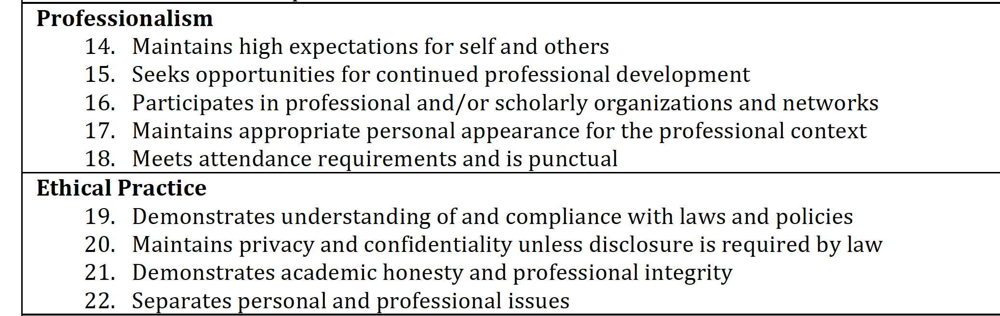 Professionalism
14. Maintains high expectations for self and others
15. Seeks opportunities for continued professional development
16. Participates in professional and/or scholarly organizations and networks
17. Maintains appropriate personal appearance for the professional context
18. Meets attendance requirements and is punctual
Ethical Practice
19. Demonstrates understanding of and compliance with laws and policies
20. Maintains privacy and confidentiality unless disclosure is required by law
21. Demonstrates academic honesty and professional integrity
22. Separates personal and professional issues